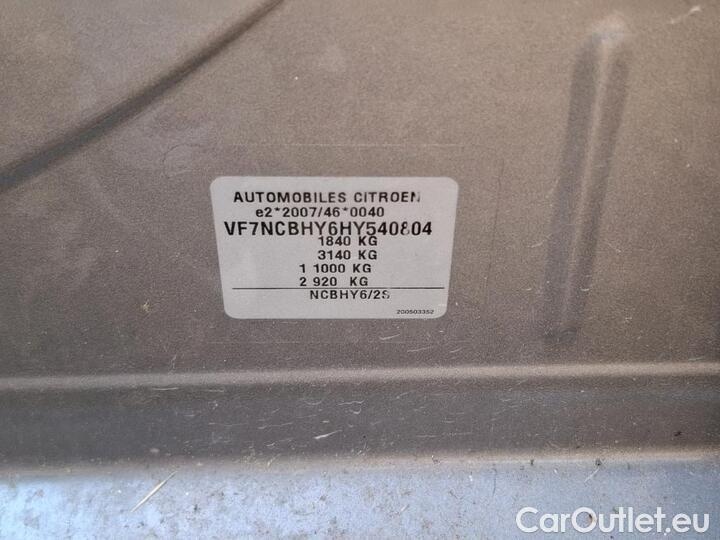 AUTOMOBILES CITROEN
e2*2007/46*0040
VF7NCBHY6HY540804
1840 KG
3140 KG
1 1000 KG
2 920 KG
NCBHY6/2S
200503352
CarOutlet.eu